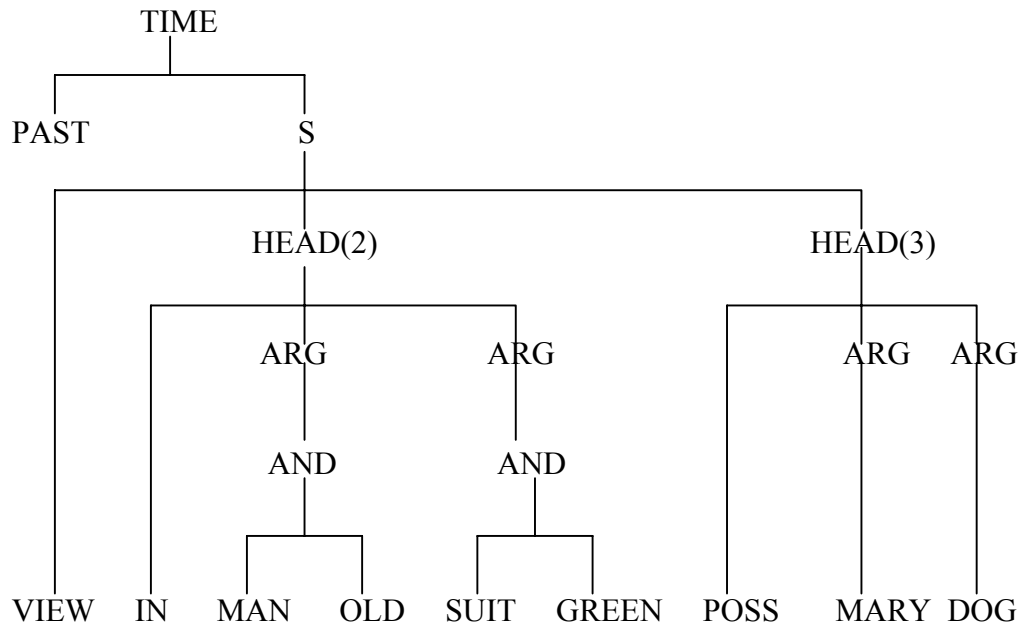 TIME
PAST S
HEAD(2) HEAD(3)
ARG ARG ARG ARG
AND AND
VIEW IN MAN OLD SUIT GREEN POSS MARY DOG